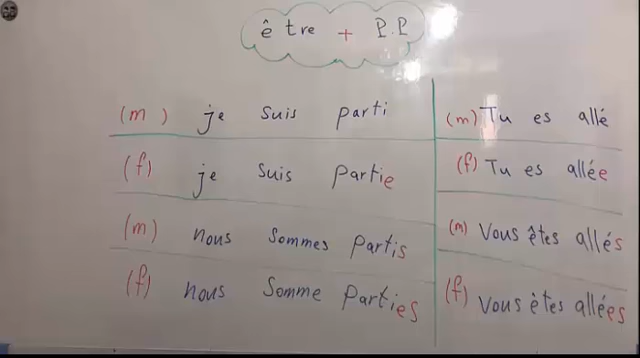 être + P.P
(m) je suis parti
(f) je suis partie
(m) nous sommes partis
(f) nous somme parties
(m) Tu es allé
(f) Tu es allée
(m) Vous êtes allés
(f) Vous êtes allées